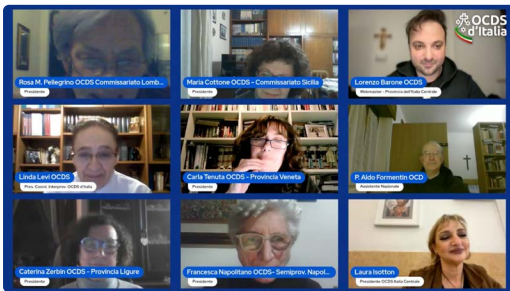 OCDS
d'Italia
Rosa M. Pellegrino OCDS Commissariato Lomb...
Presidente
Maria Cottone OCDS - Commissariato Sicilia
Presidente
Lorenzo Barone OCDS
Webmaster - Provincia dell'Italia Centrale
Linda Levi OCDS
Pres. Comm. Interprov. OCDS d'Italia
Carla Tenuta OCDS - Provincia Veneta
Presidente
P. Aldo Formentin OCD
Assistente Nazionale
Caterina Zerbin OCDS - Provincia Ligure
Presidente
Francesca Napolitano OCDS- Semiprov. Napol...
Presidente
Laura Isotton
Presidente OCDS Italia Centrale